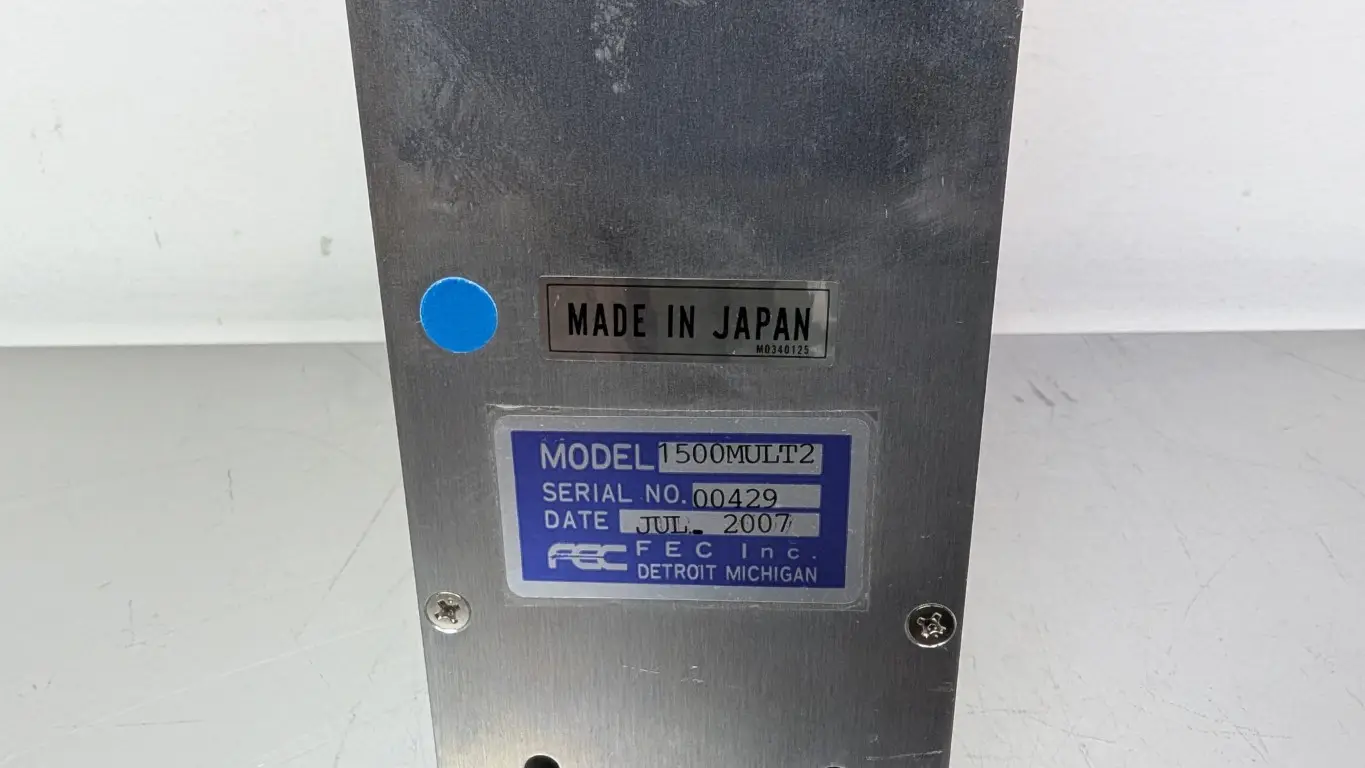 MADE IN JAPAN
M0340125
MODEL 1500MULT2
SERIAL NO. 00429
DATE JUL. 2007
FEC FEC Inc.
DETROIT MICHIGAN